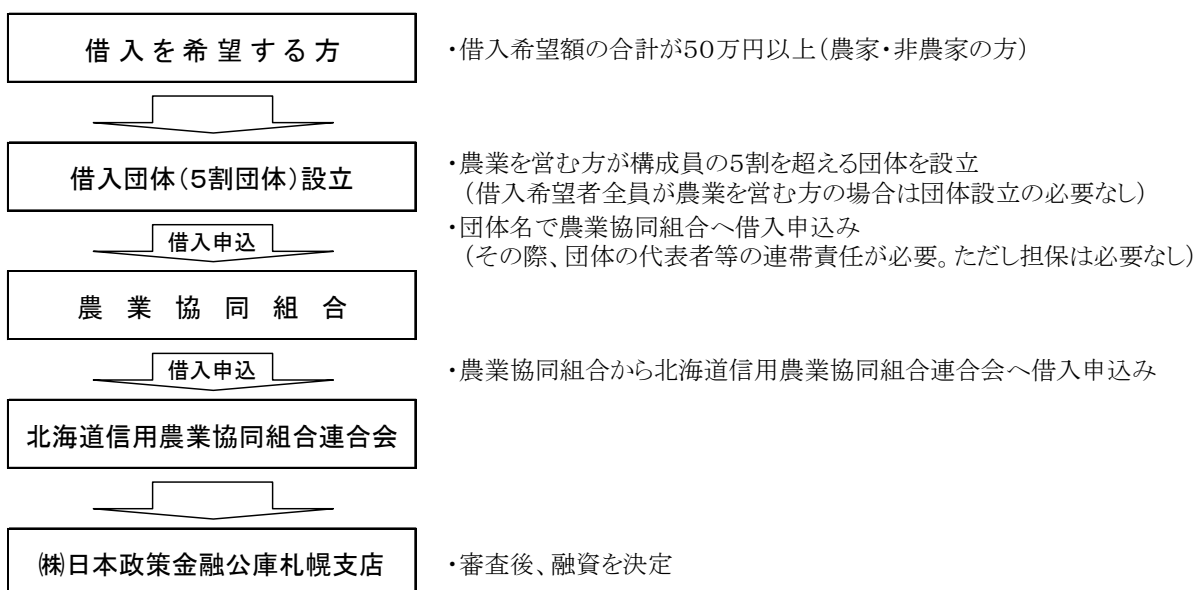 借入を希望する方
・借入希望額の合計が50万円以上(農家・非農家の方)
借入団体(5割団体)設立
・農業を営む方が構成員の5割を超える団体を設立
(借入希望者全員が農業を営む方の場合は団体設立の必要なし)
借入申込
・団体名で農業協同組合へ借入申込み
(その際、団体の代表者等の連帯責任が必要。ただし担保は必要なし)
農業協同組合
借入申込
・農業協同組合から北海道信用農業協同組合連合会へ借入申込み
北海道信用農業協同組合連合会
㈱日本政策金融公庫札幌支店
・審査後、融資を決定